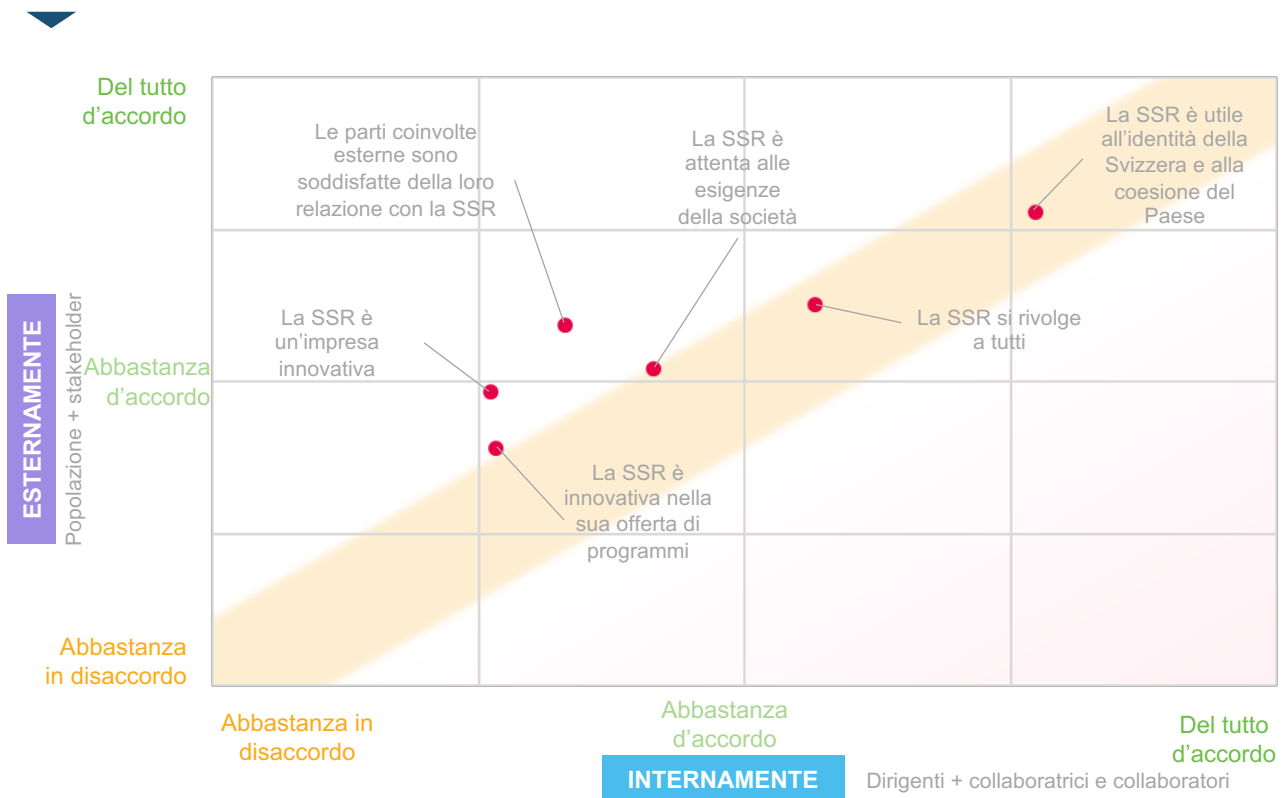 Del tutto
d'accordo
Le parti coinvolte
esterne sono
soddisfatte della loro
relazione con la SSR
La SSR è
attenta alle
esigenze
della società
La SSR è utile
all'identità della
Svizzera e alla
coesione del
Paese
La SSR è
un'impresa
innovativa
La SSR si rivolge
a tutti
ESTERNAMENTE
Popolazione + stakeholder
Abbastanza
d'accordo
La SSR è
innovativa nella
sua offerta di
programmi
Abbastanza
in disaccordo
Abbastanza in
disaccordo
Abbastanza
d'accordo
Del tutto
d'accordo
INTERNAMENTE
Dirigenti + collaboratrici e collaboratori